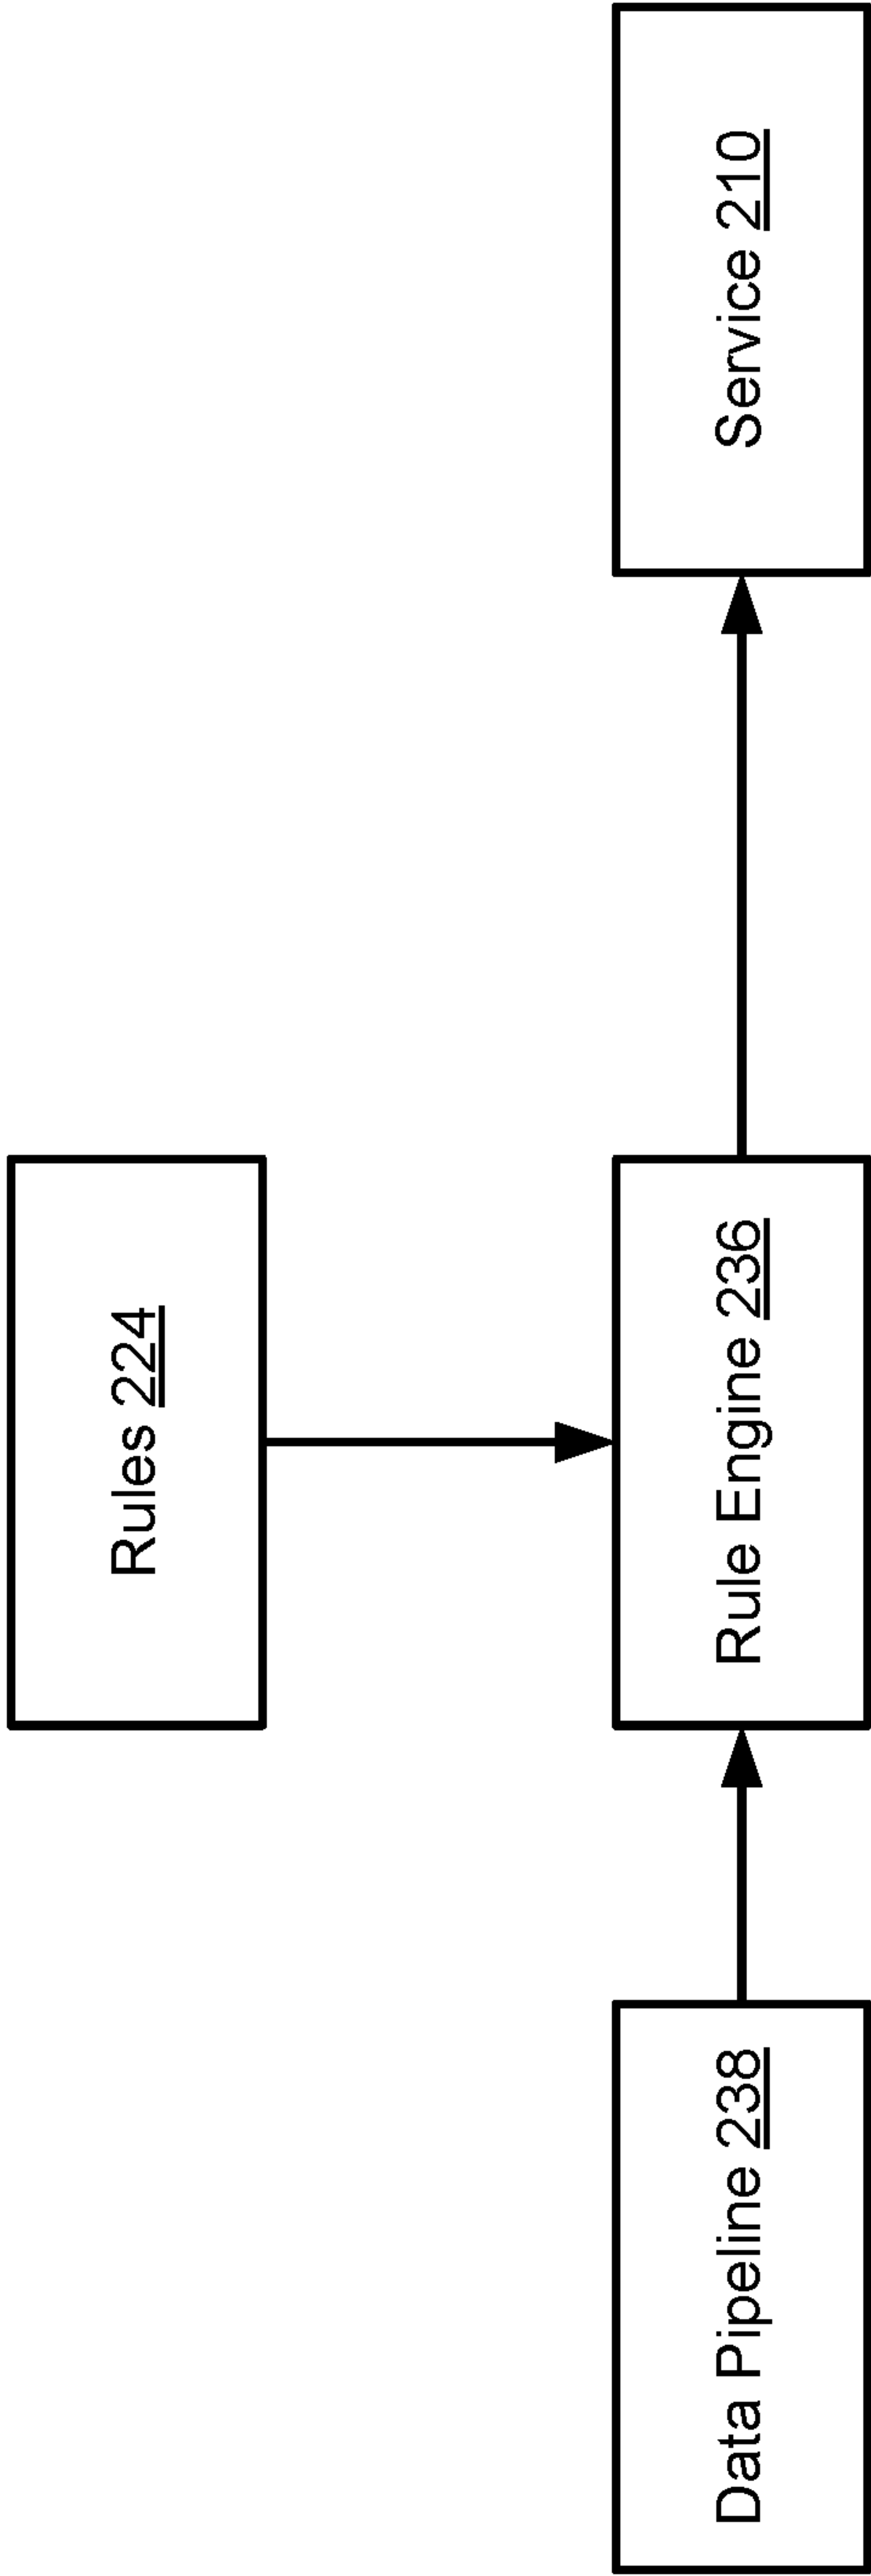 Rules 224
Data Pipeline 238
Rule Engine 236
Service 210